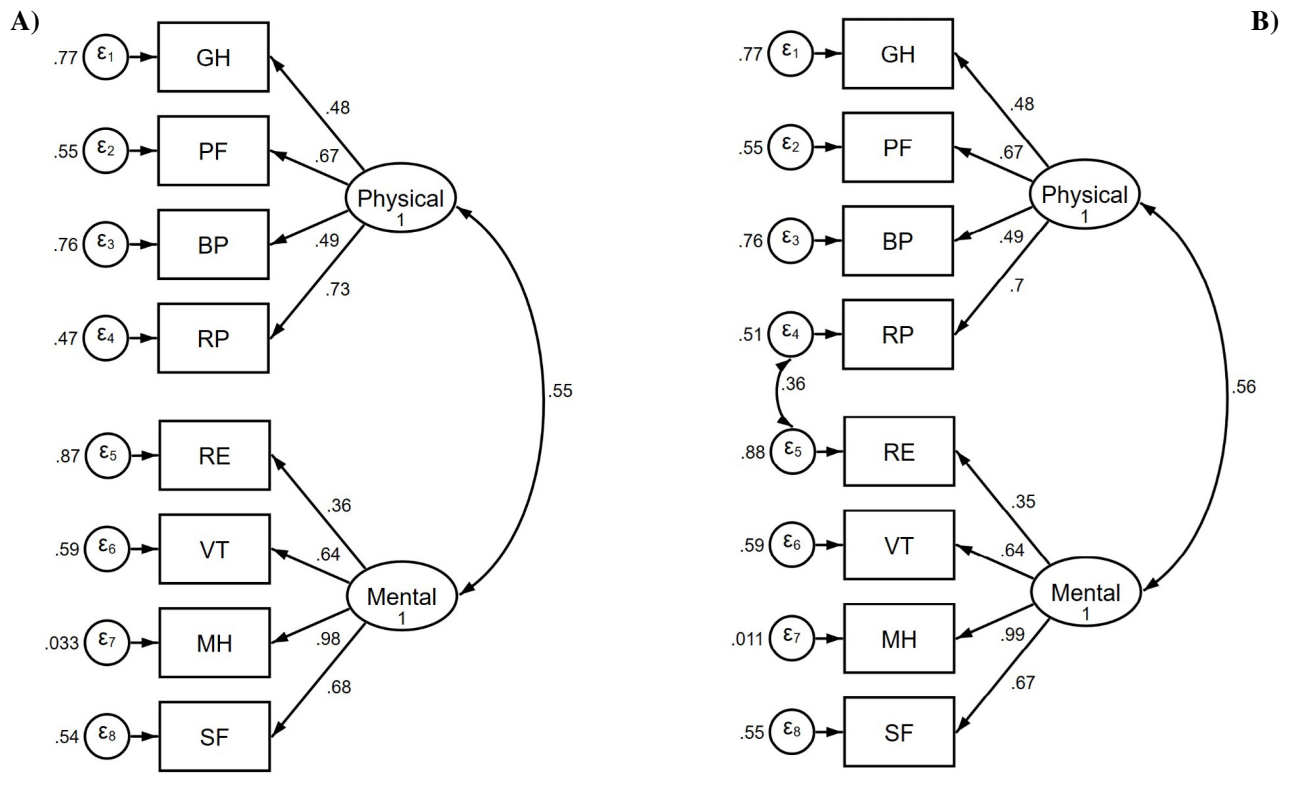 A)
.77 ε1 GH
.48
.55 ε2 PF
.67
Physical
1
.76 ε3 BP
.49
.73
.47 ε4 RP
.55
.87 ε5 RE
.36
.59 ε6 VT
.64
Mental
1
.033 ε7 MH
.98
.68
.54 ε8 SF
B)
.77 ε1 GH
.48
.55 ε2 PF
.67
Physical
1
.76 ε3 BP
.49
.7
.51 ε4 RP
.36
.56
.88 ε5 RE
.35
.59 ε6 VT
.64
Mental
1
.011 ε7 MH
.99
.67
.55 ε8 SF